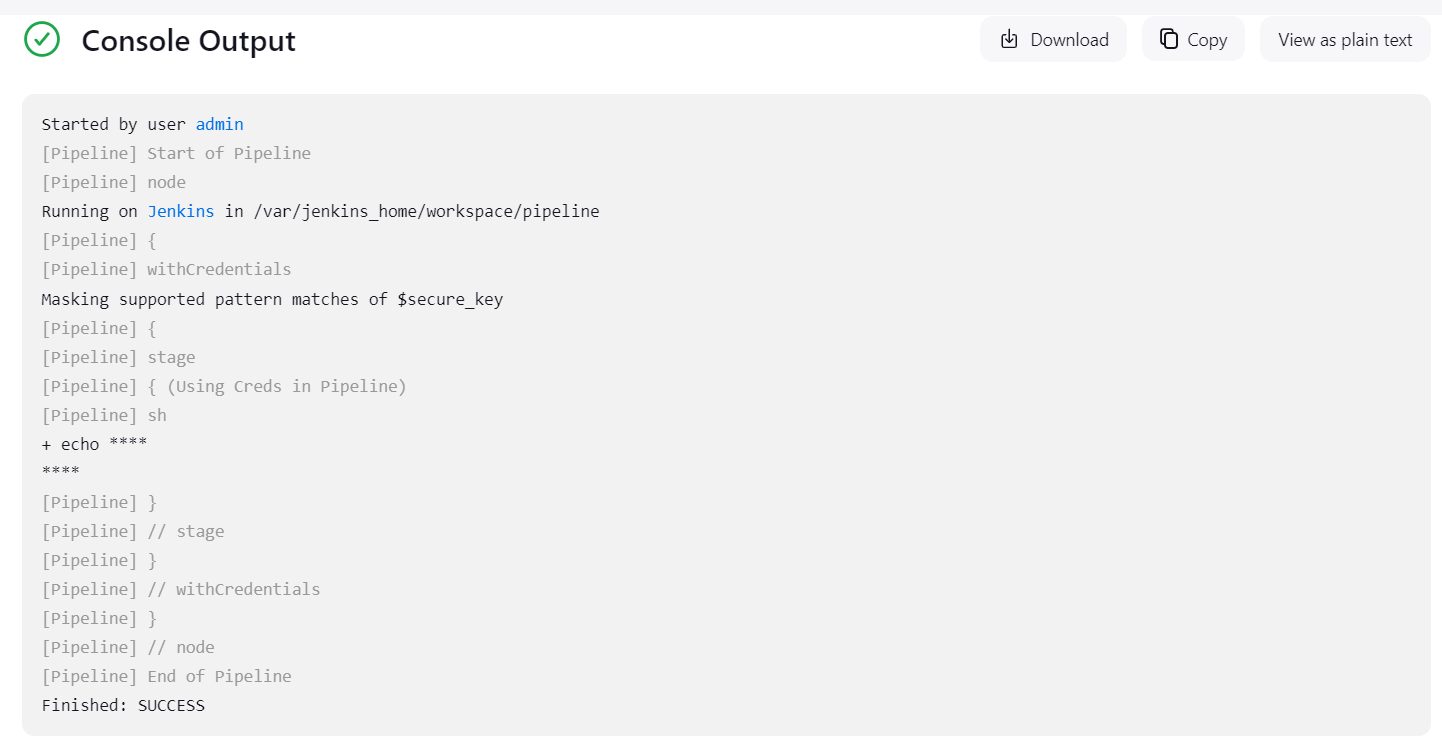 Console Output
Download
Copy
View as plain text
Started by user admin
[Pipeline] Start of Pipeline
[Pipeline] node
Running on Jenkins in /var/jenkins_home/workspace/pipeline
[Pipeline] {
[Pipeline] withCredentials
Masking supported pattern matches of $secure_key
[Pipeline] {
[Pipeline] stage
[Pipeline] { (Using Creds in Pipeline)
[Pipeline] sh
+ echo ****
****
[Pipeline] }
[Pipeline] // stage
[Pipeline] }
[Pipeline] // withCredentials
[Pipeline] }
[Pipeline] // node
[Pipeline] End of Pipeline
Finished: SUCCESS